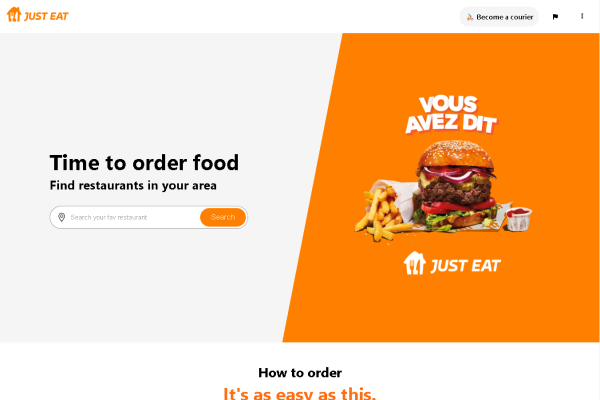 JUST EAT
Become a courier
Time to order food
Find restaurants in your area
Search your fav restaurant
Search
VOUS
AVEZ DIT
JUST EAT
How to order
It's as easy as this.